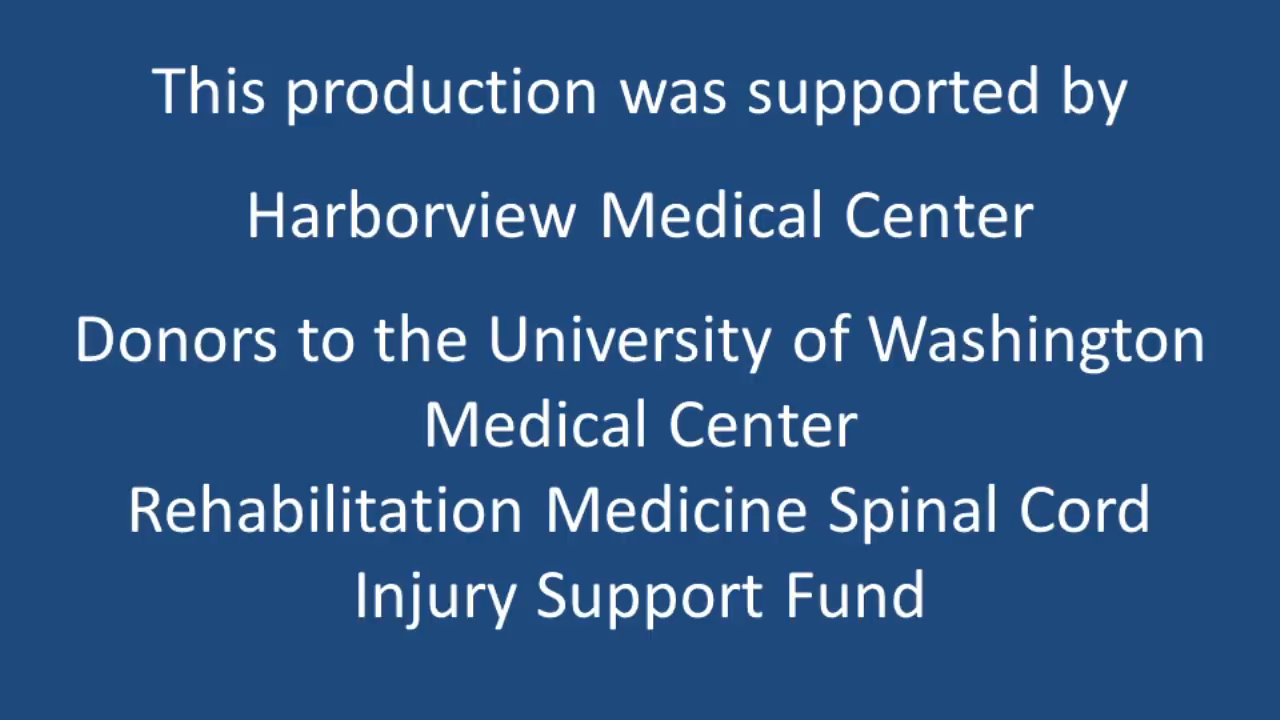 This production was supported by
Harborview Medical Center
Donors to the University of Washington
Medical Center
Rehabilitation Medicine Spinal Cord
Injury Support Fund